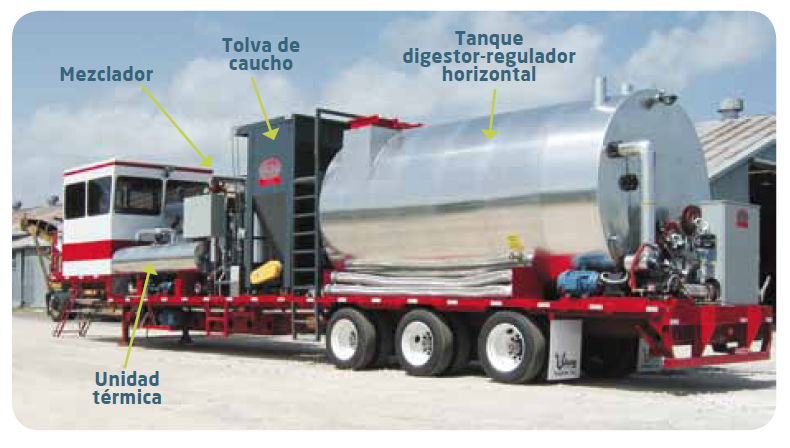 Mezclador
Tolva de
caucho
Tanque
digestor-regulador
horizontal
Unidad
térmica